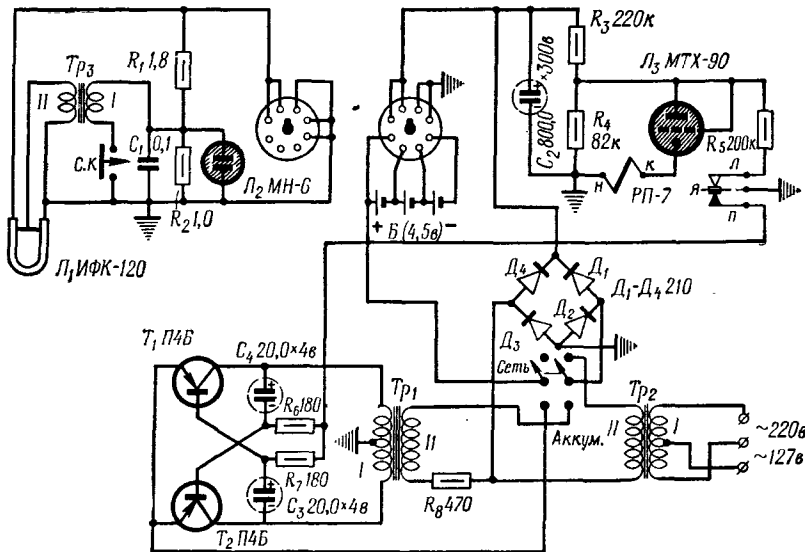 R₁ 1,8
Тр₃
II
I
С.К
C₁ 0,1
R₂ 1,0
Л₂ МН-6
Л₁ ИФК-120
+ Б (4,5в) −
C₂ 800,0 × 300в
R₃ 220к
R₄ 82к
Л₃ МТХ-90
R₅ 200к
н
к
РП-7
Л
Я
П
Д₄
Д₁
Д₃
Д₂
Д₁-Д₄ 210
Сеть
Аккум.
T₁ П4Б
C₄ 20,0×4в
R₆ 180
R₇ 180
C₃ 20,0×4в
T₂ П4Б
Тр₁
I
II
R₈ 470
Тр₂
II
I
~220в
~127в